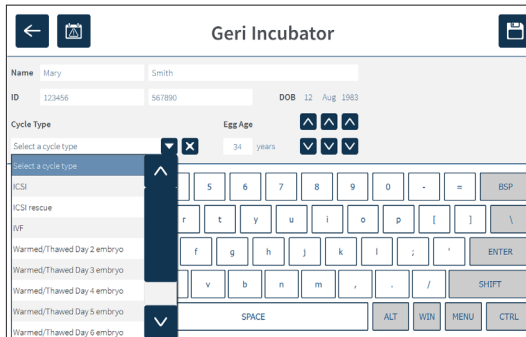 Geri Incubator
Name Mary Smith
ID 123456 567890 DOB 12 Aug 1983
Cycle Type Egg Age
Select a cycle type 34 years
Select a cycle type
ICSI
ICSI rescue
IVF
Warmed/Thawed Day 2 embryo
Warmed/Thawed Day 3 embryo
Warmed/Thawed Day 4 embryo
Warmed/Thawed Day 5 embryo
Warmed/Thawed Day 6 embryo
5 6 7 8 9 0 - = BSP
r t y u i o p [ ] \
f g h j k l ; ' ENTER
v b n m , . / SHIFT
SPACE ALT WIN MENU CTRL